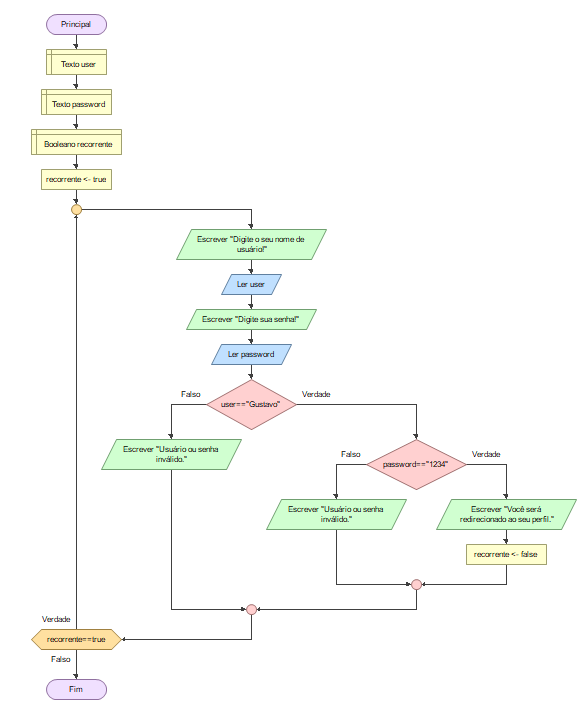 Principal
Texto user
Texto password
Booleano recorrente
recorrente <- true
Escrever "Digite o seu nome de
usuário!"
Ler user
Escrever "Digite sua senha!"
Ler password
Falso
Verdade
user=="Gustavo"
Escrever "Usuário ou senha
inválido."
Falso
Verdade
password=="1234"
Escrever "Usuário ou senha
inválido."
Escrever "Você será
redirecionado ao seu perfil."
recorrente <- false
Verdade
recorrente==true
Falso
Fim